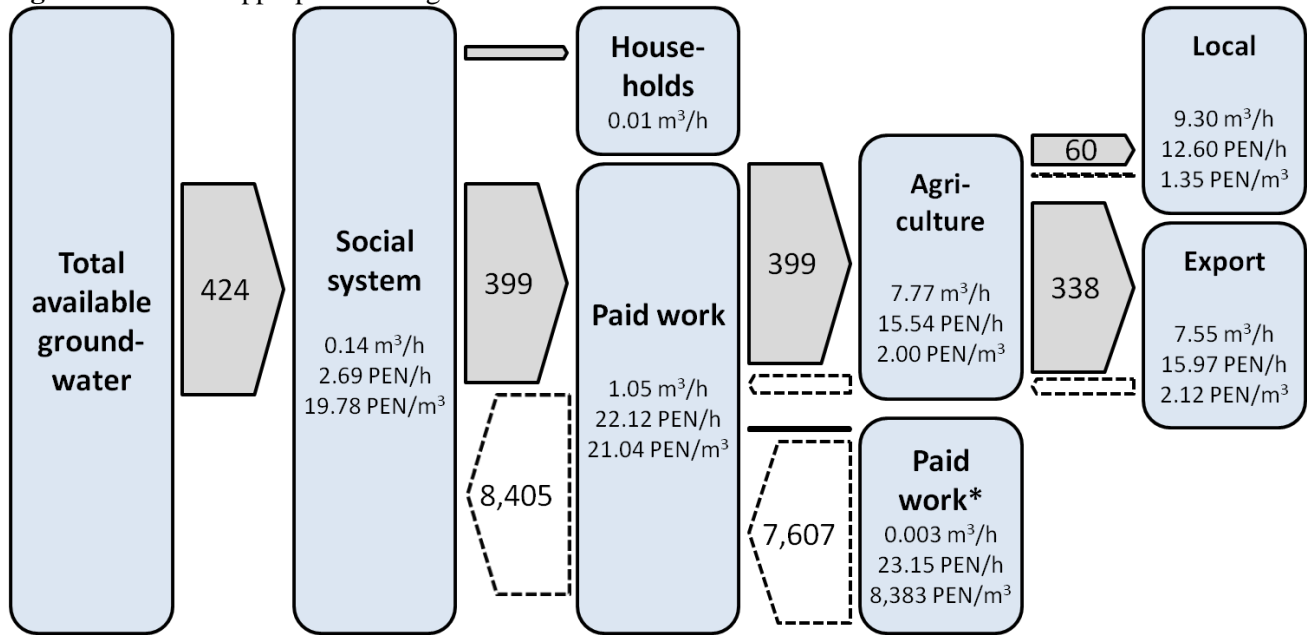 Total
available
ground-
water
424
Social
system
0.14 m³/h
2.69 PEN/h
19.78 PEN/m³
399
8,405
House-
holds
0.01 m³/h
Paid work
1.05 m³/h
22.12 PEN/h
21.04 PEN/m³
399
7,607
Agri-
culture
7.77 m³/h
15.54 PEN/h
2.00 PEN/m³
Paid
work*
0.003 m³/h
23.15 PEN/h
8,383 PEN/m³
60
338
Local
9.30 m³/h
12.60 PEN/h
1.35 PEN/m³
Export
7.55 m³/h
15.97 PEN/h
2.12 PEN/m³